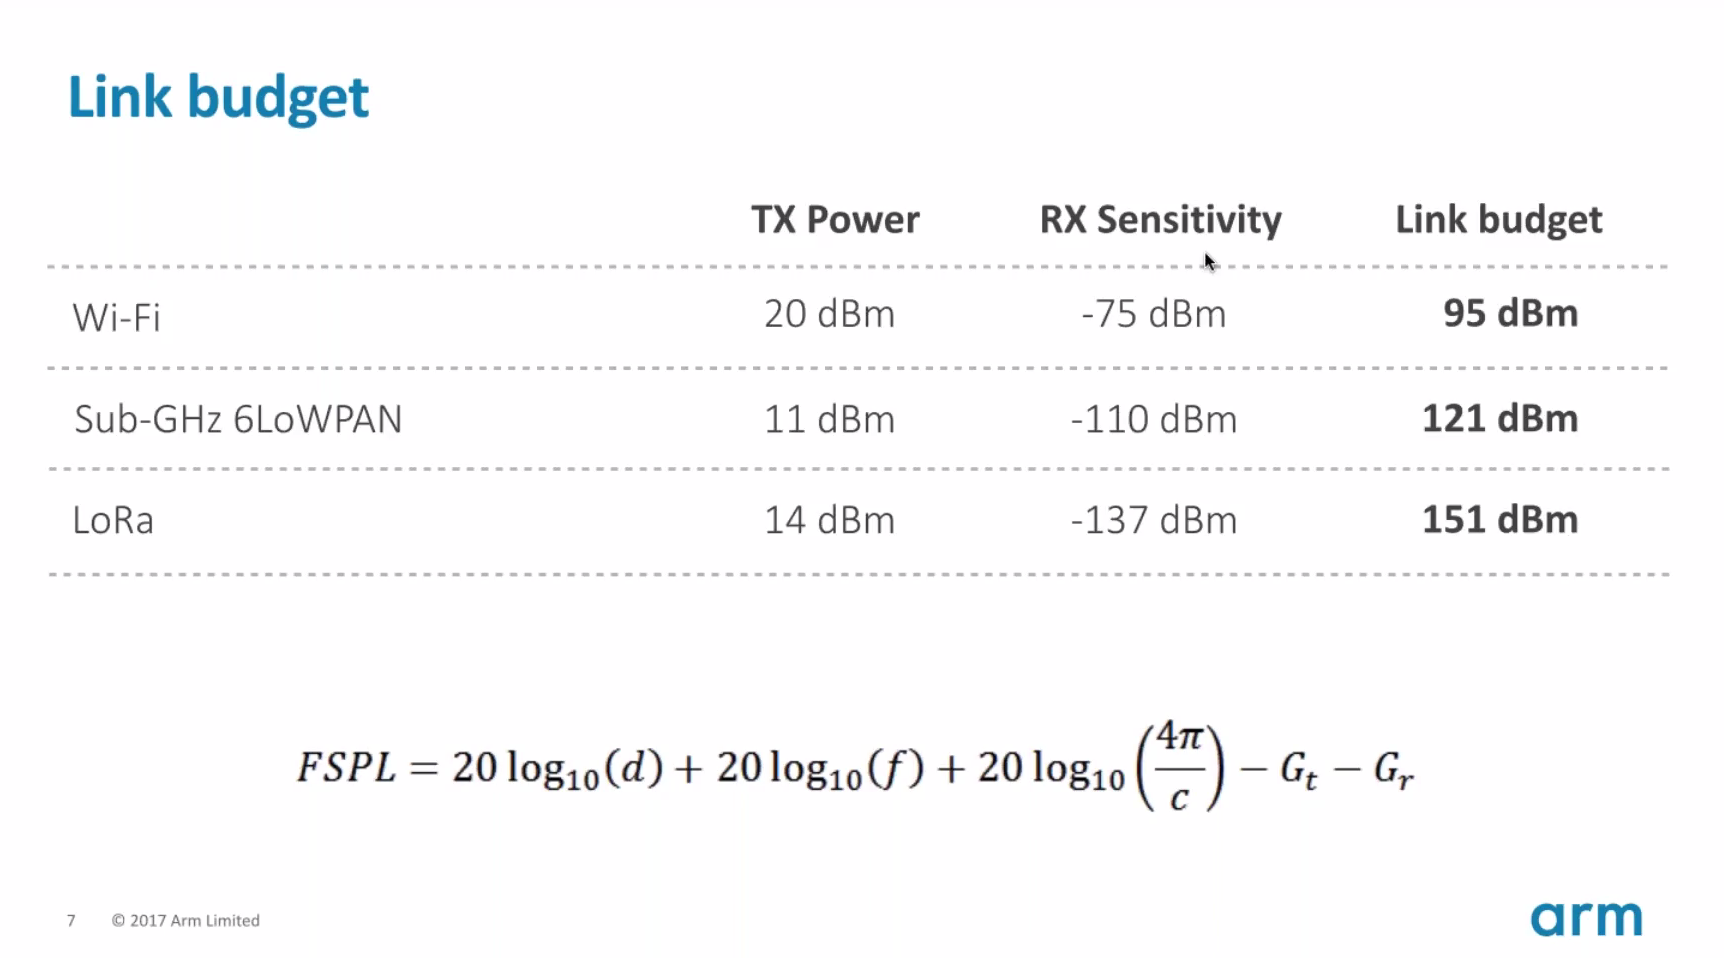 Link budget
TX Power RX Sensitivity Link budget
Wi-Fi 20 dBm -75 dBm 95 dBm
Sub-GHz 6LoWPAN 11 dBm -110 dBm 121 dBm
LoRa 14 dBm -137 dBm 151 dBm
FSPL = 20 log₁₀(d) + 20 log₁₀(f) + 20 log₁₀(4π/c) − Gₜ − Gᵣ
7 © 2017 Arm Limited
arm